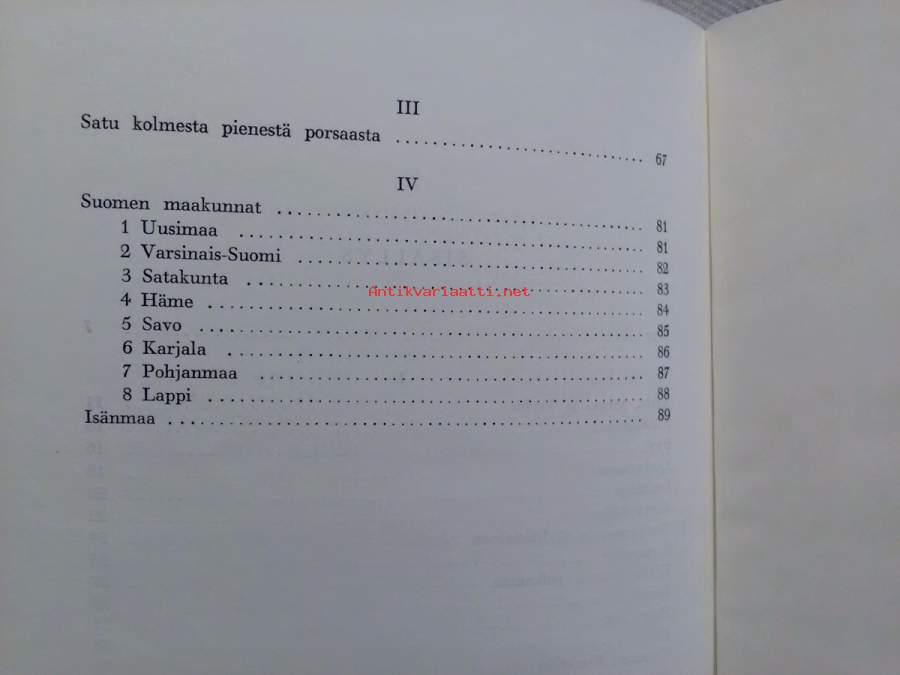 III
Satu kolmesta pienestä porsaasta 67
IV
Suomen maakunnat 81
1 Uusimaa 81
2 Varsinais-Suomi 82
3 Satakunta 83
Antikvariaatti.net
4 Häme 84
5 Savo 85
6 Karjala 86
7 Pohjanmaa 87
8 Lappi 88
Isänmaa 89